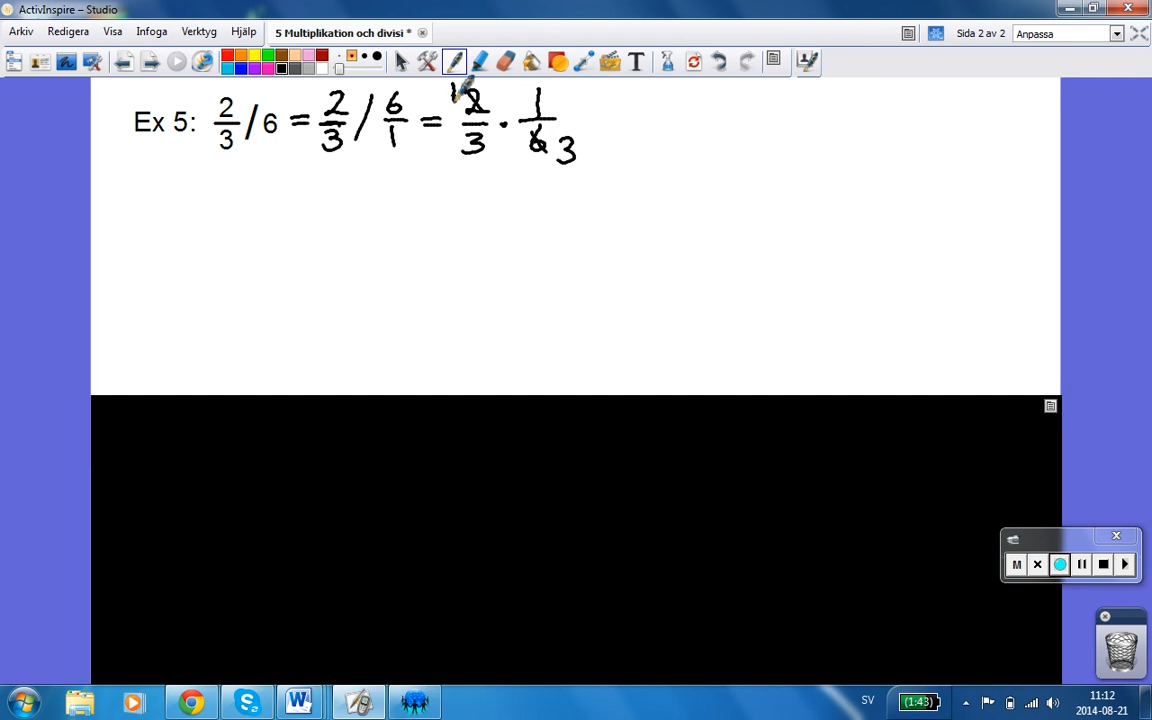 ActivInspire – Studio
Arkiv Redigera Visa Infoga Verktyg Hjälp 5 Multiplikation och divisi * Sida 2 av 2 Anpassa
Ex 5: 2/3 / 6 = 2/3 / 6/1 = 1 2/3 · 1/6 3
M
SV (1:43) 11:12
2014-08-21